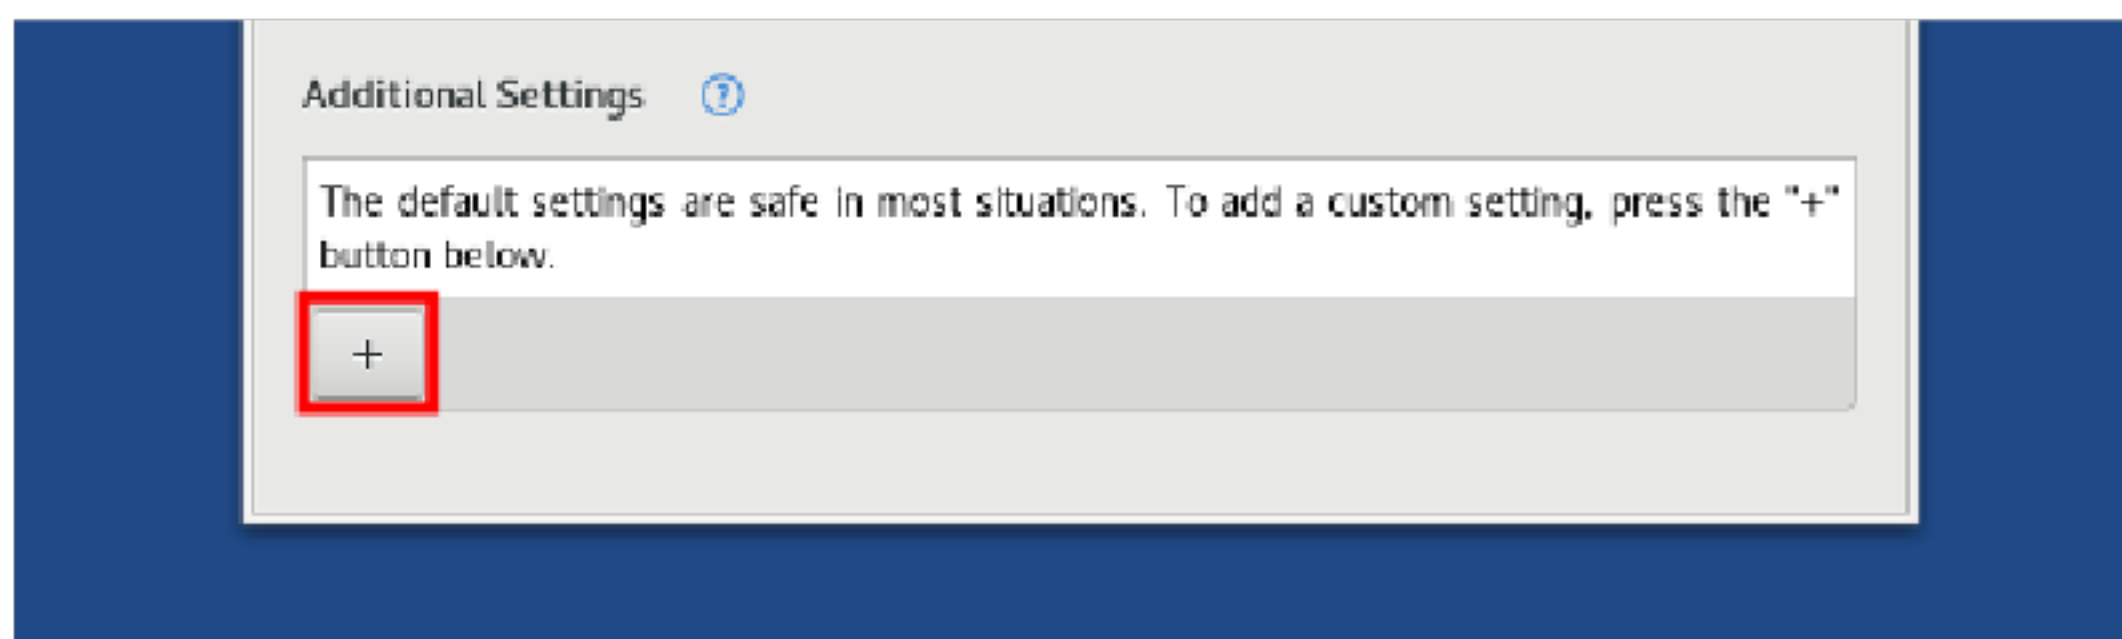 Additional Settings ?
The default settings are safe in most situations. To add a custom setting, press the "+"
button below.
+